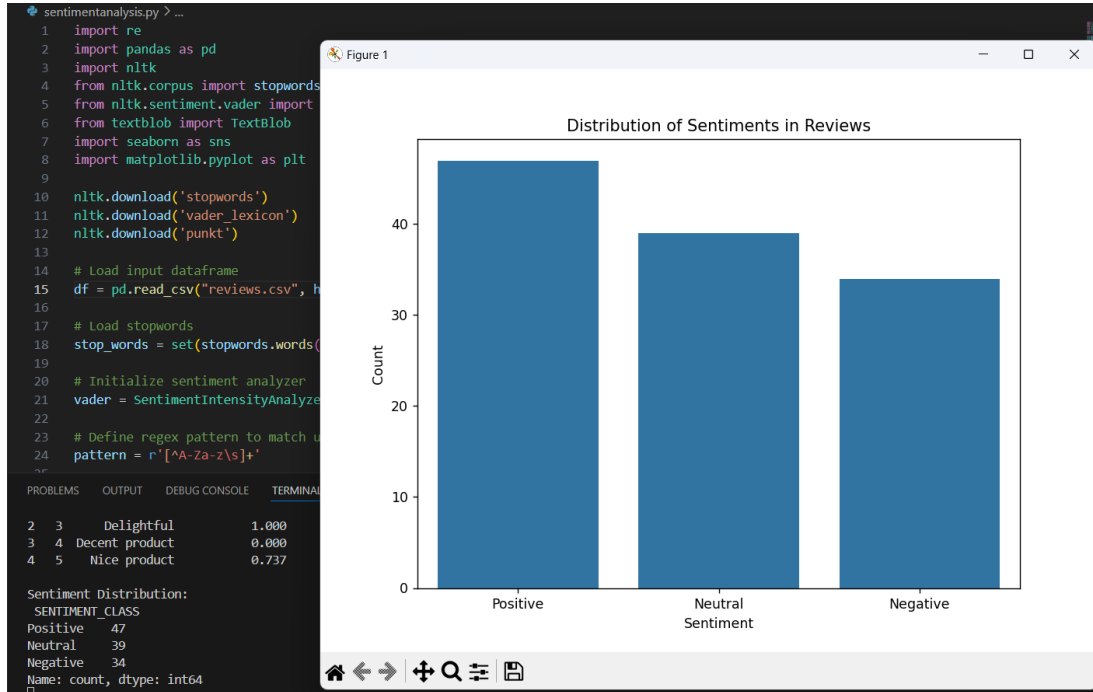 sentimentanalysis.py > ...
1 import re
2 import pandas as pd
3 import nltk
4 from nltk.corpus import stopwords
5 from nltk.sentiment.vader import
6 from textblob import TextBlob
7 import seaborn as sns
8 import matplotlib.pyplot as plt
9
10 nltk.download('stopwords')
11 nltk.download('vader_lexicon')
12 nltk.download('punkt')
13
14 # Load input dataframe
15 df = pd.read_csv("reviews.csv", h
16
17 # Load stopwords
18 stop_words = set(stopwords.words(
19
20 # Initialize sentiment analyzer
21 vader = SentimentIntensityAnalyze
22
23 # Define regex pattern to match u
24 pattern = r'[^A-Za-z\s]+'
25
PROBLEMS OUTPUT DEBUG CONSOLE TERMINAL
2 3 Delightful 1.000
3 4 Decent product 0.000
4 5 Nice product 0.737
Sentiment Distribution:
SENTIMENT_CLASS
Positive 47
Neutral 39
Negative 34
Name: count, dtype: int64
Figure 1
Distribution of Sentiments in Reviews
Count
40
30
20
10
0
Positive Neutral Negative
Sentiment